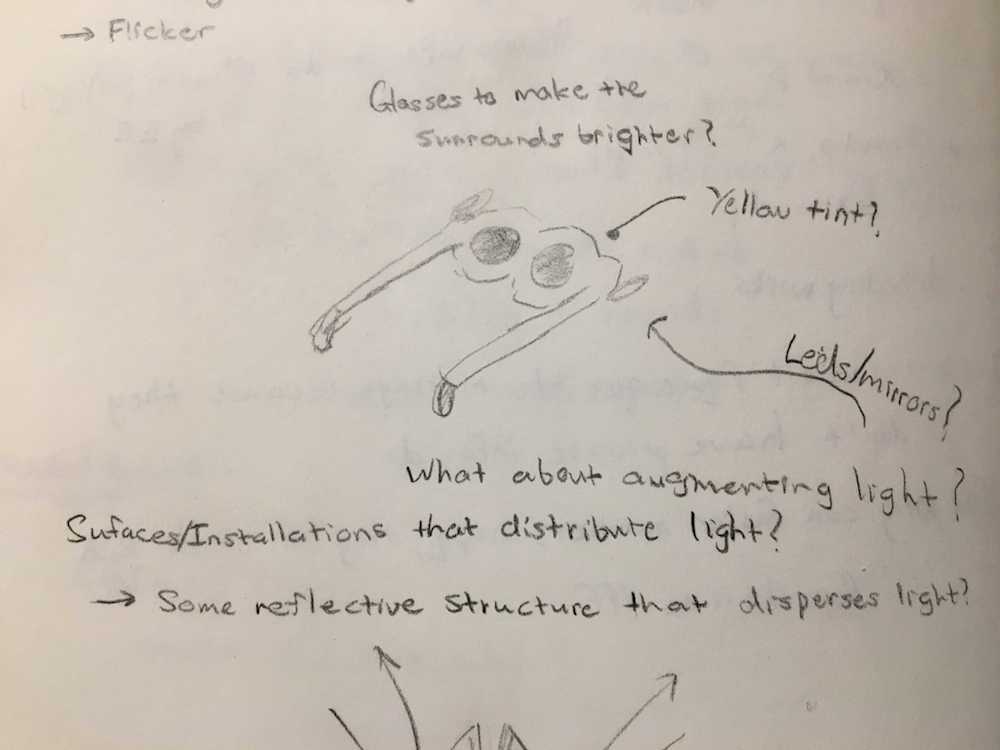 → Flicker
Glasses to make the
surrounds brighter?
Yellow tint?
Leds/mirrors?
What about augmenting light?
Sufaces/Installations that distribute light?
→ Some reflective structure that disperses light?